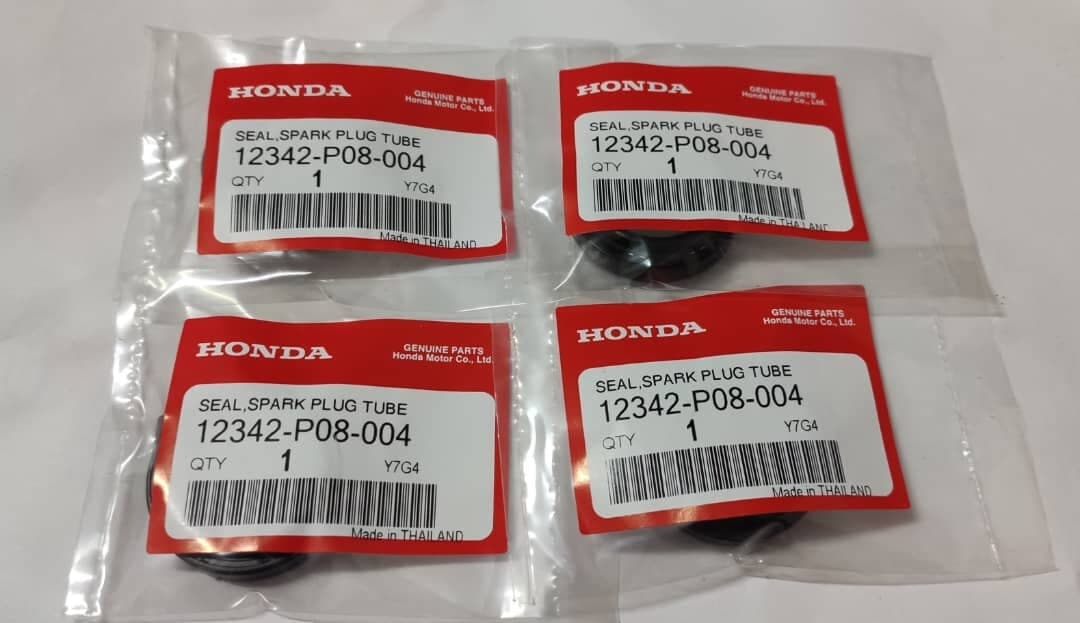 HONDA
GENUINE PARTS
Honda Motor Co., Ltd.
SEAL,SPARK PLUG TUBE
12342-P08-004
QTY 1 Y7G4
Made in THAILAND
HONDA
GENUINE PARTS
Honda Motor Co., Ltd.
SEAL,SPARK PLUG TUBE
12342-P08-004
QTY 1 Y7G4
Made in THAILAND
HONDA
GENUINE PARTS
Honda Motor Co., Ltd.
SEAL,SPARK PLUG TUBE
12342-P08-004
QTY 1 Y7G4
Made in THAILAND
HONDA
GENUINE PARTS
Honda Motor Co., Ltd.
SEAL,SPARK PLUG TUBE
12342-P08-004
QTY 1 Y7G4
Made in THAILAND